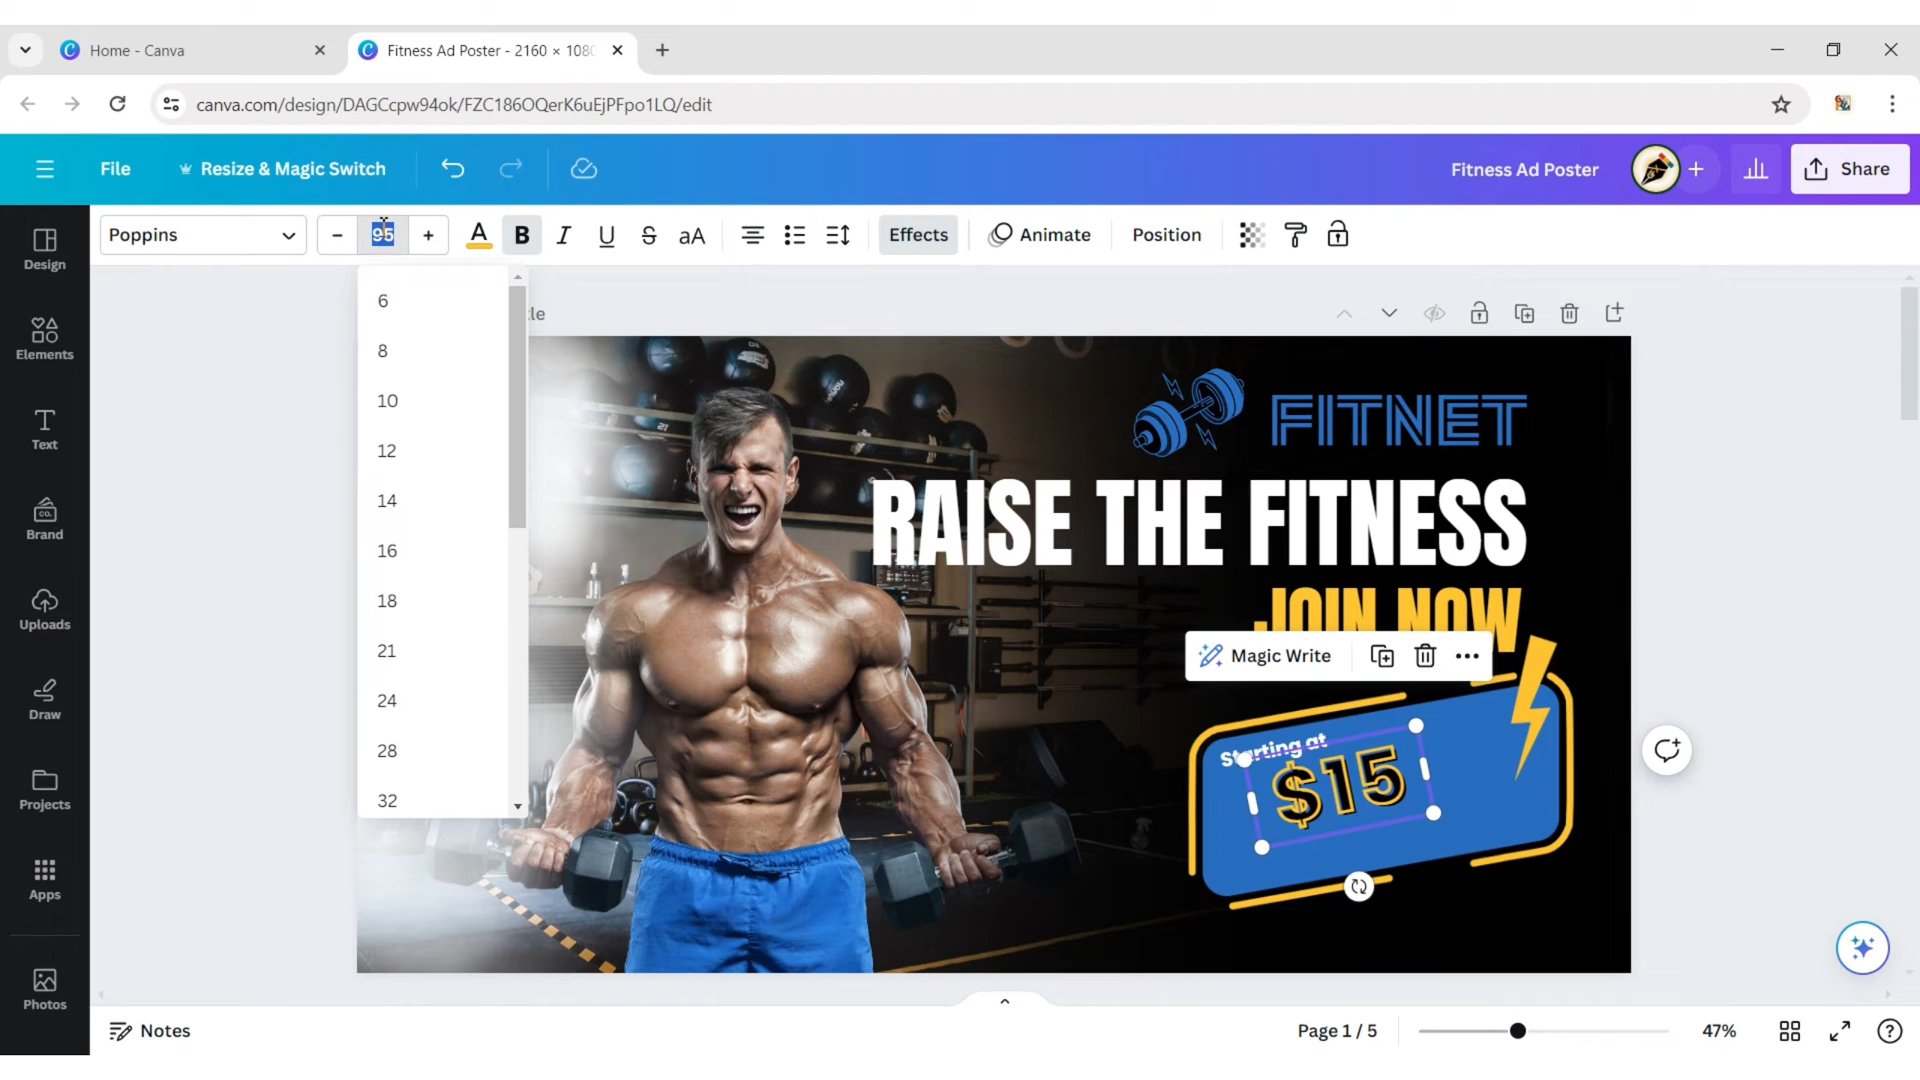 Home - Canva
Fitness Ad Poster - 2160 × 1080
canva.com/design/DAGCcpw94ok/FZC186OQerK6uEjPFpo1LQ/edit
File
Resize & Magic Switch
Fitness Ad Poster
Share
Poppins
95
A
B
I
U
S
aA
Effects
Animate
Position
Design
Elements
Text
Brand
Uploads
Draw
Projects
Apps
Photos
6
8
10
12
14
16
18
21
24
28
32
tle
FITNET
RAISE THE FITNESS
JOIN NOW
Magic Write
Starting at
$15
Notes
Page 1 / 5
47%